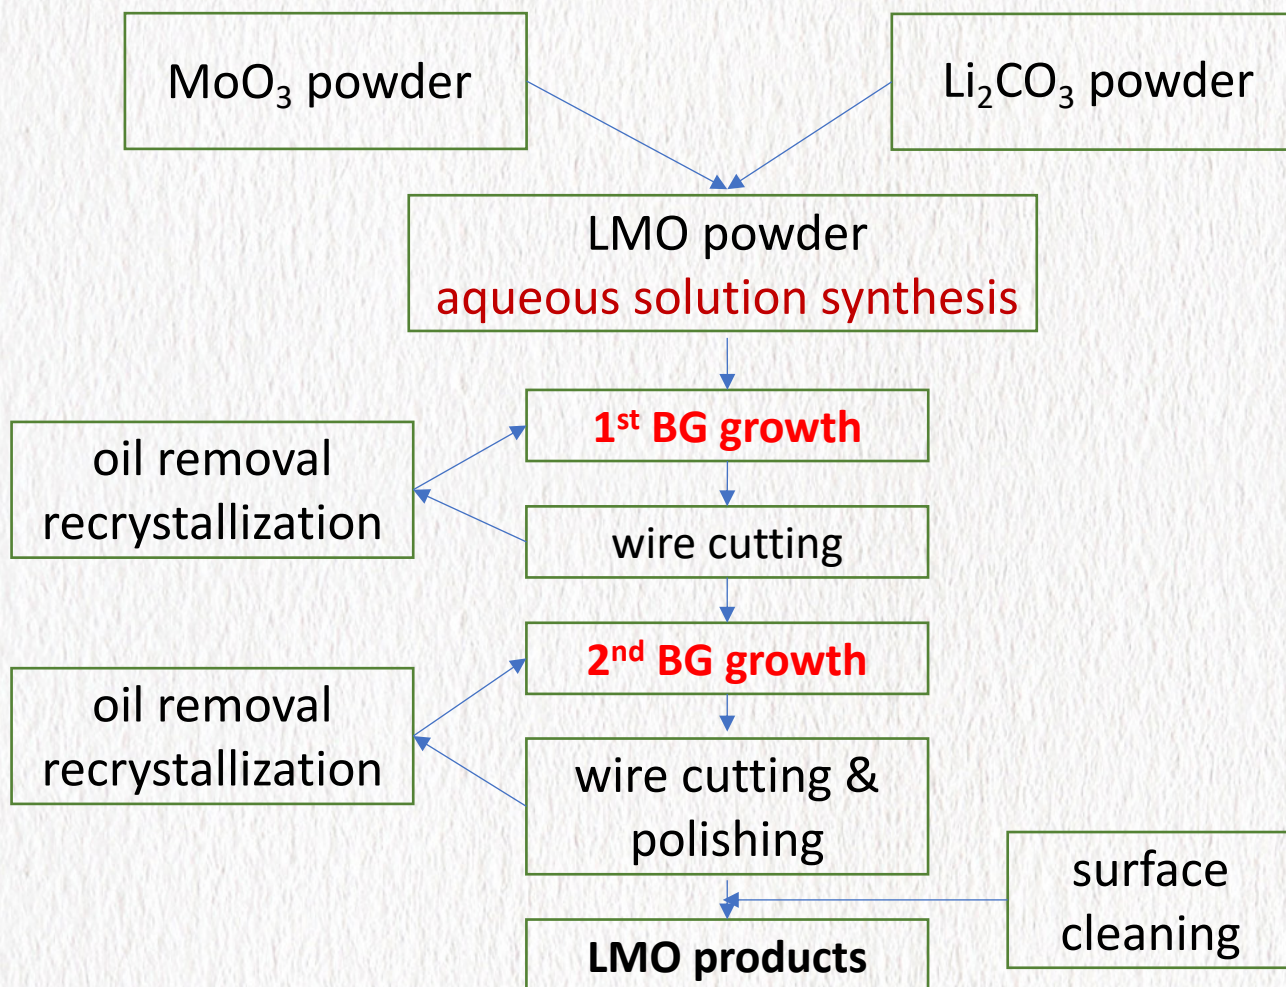 MoO₃ powder
Li₂CO₃ powder
LMO powder
aqueous solution synthesis
1st BG growth
oil removal
recrystallization
wire cutting
2nd BG growth
oil removal
recrystallization
wire cutting &
polishing
surface
cleaning
LMO products